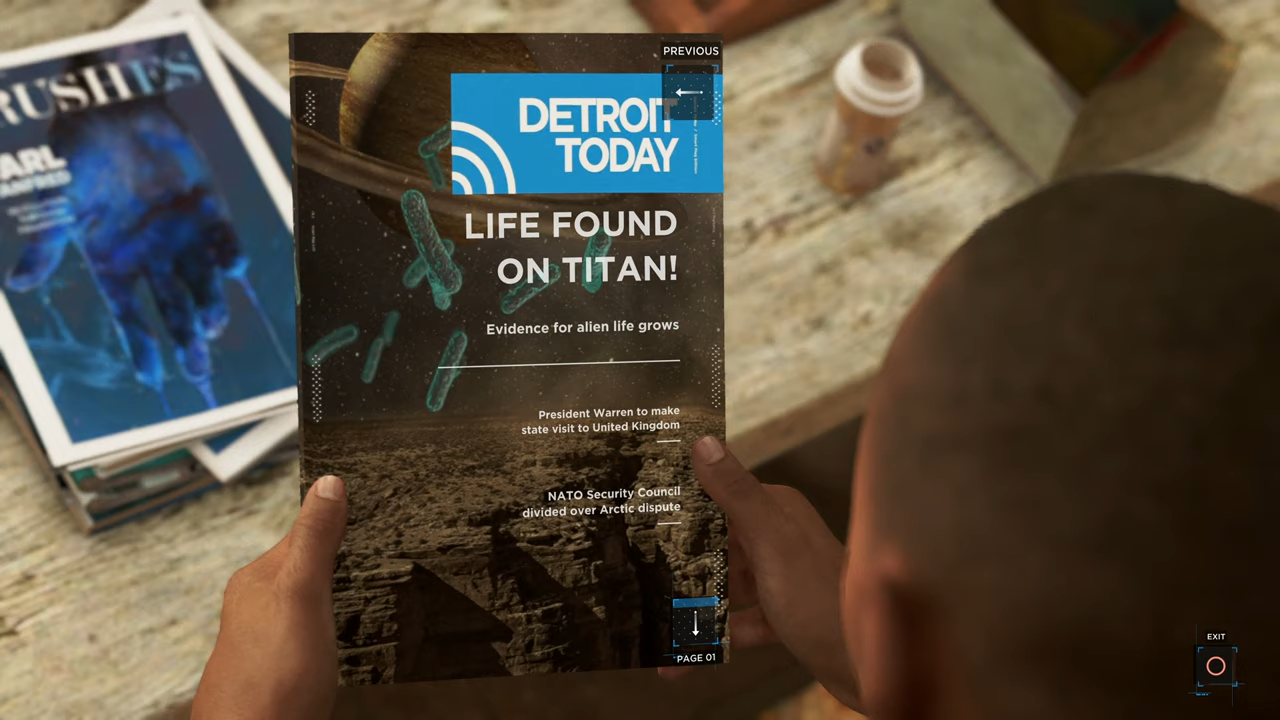 RUSHES
ARL
PREVIOUS
DETROIT
TODAY
LIFE FOUND
ON TITAN!
Evidence for alien life grows
President Warren to make
state visit to United Kingdom
NATO Security Council
divided over Arctic dispute
PAGE 01
EXIT